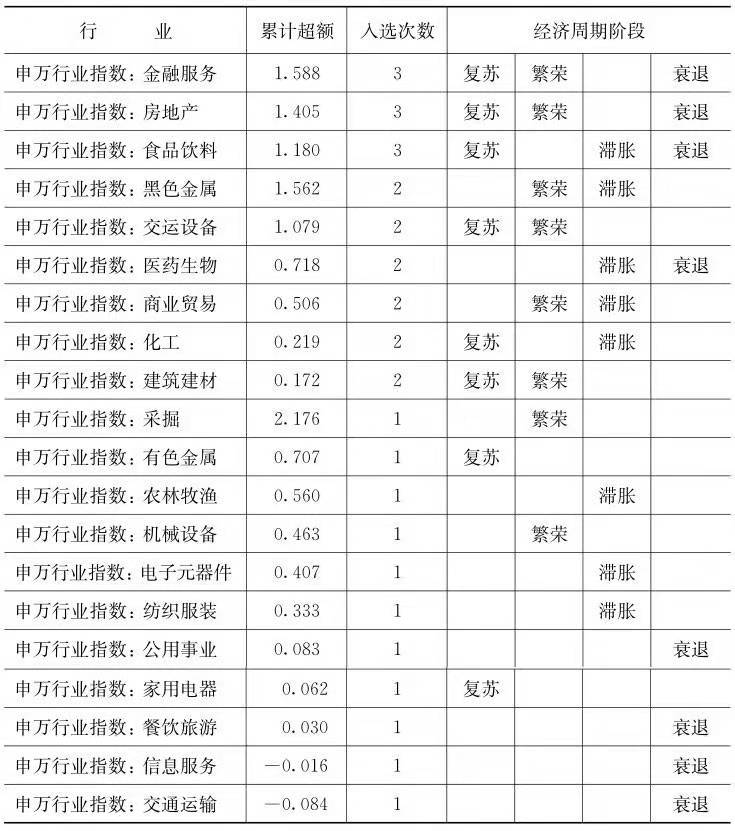 行 业 累计超额 入选次数 经济周期阶段
申万行业指数：金融服务 1.588 3 复苏 繁荣 衰退
申万行业指数：房地产 1.405 3 复苏 繁荣 衰退
申万行业指数：食品饮料 1.180 3 复苏 滞胀 衰退
申万行业指数：黑色金属 1.562 2 繁荣 滞胀
申万行业指数：交运设备 1.079 2 复苏 繁荣
申万行业指数：医药生物 0.718 2 滞胀 衰退
申万行业指数：商业贸易 0.506 2 繁荣 滞胀
申万行业指数：化工 0.219 2 复苏 滞胀
申万行业指数：建筑建材 0.172 2 复苏 繁荣
申万行业指数：采掘 2.176 1 繁荣
申万行业指数：有色金属 0.707 1 复苏
申万行业指数：农林牧渔 0.560 1 滞胀
申万行业指数：机械设备 0.463 1 繁荣
申万行业指数：电子元器件 0.407 1 滞胀
申万行业指数：纺织服装 0.333 1 滞胀
申万行业指数：公用事业 0.083 1 衰退
申万行业指数：家用电器 0.062 1 复苏
申万行业指数：餐饮旅游 0.030 1 衰退
申万行业指数：信息服务 －0.016 1 衰退
申万行业指数：交通运输 －0.084 1 衰退